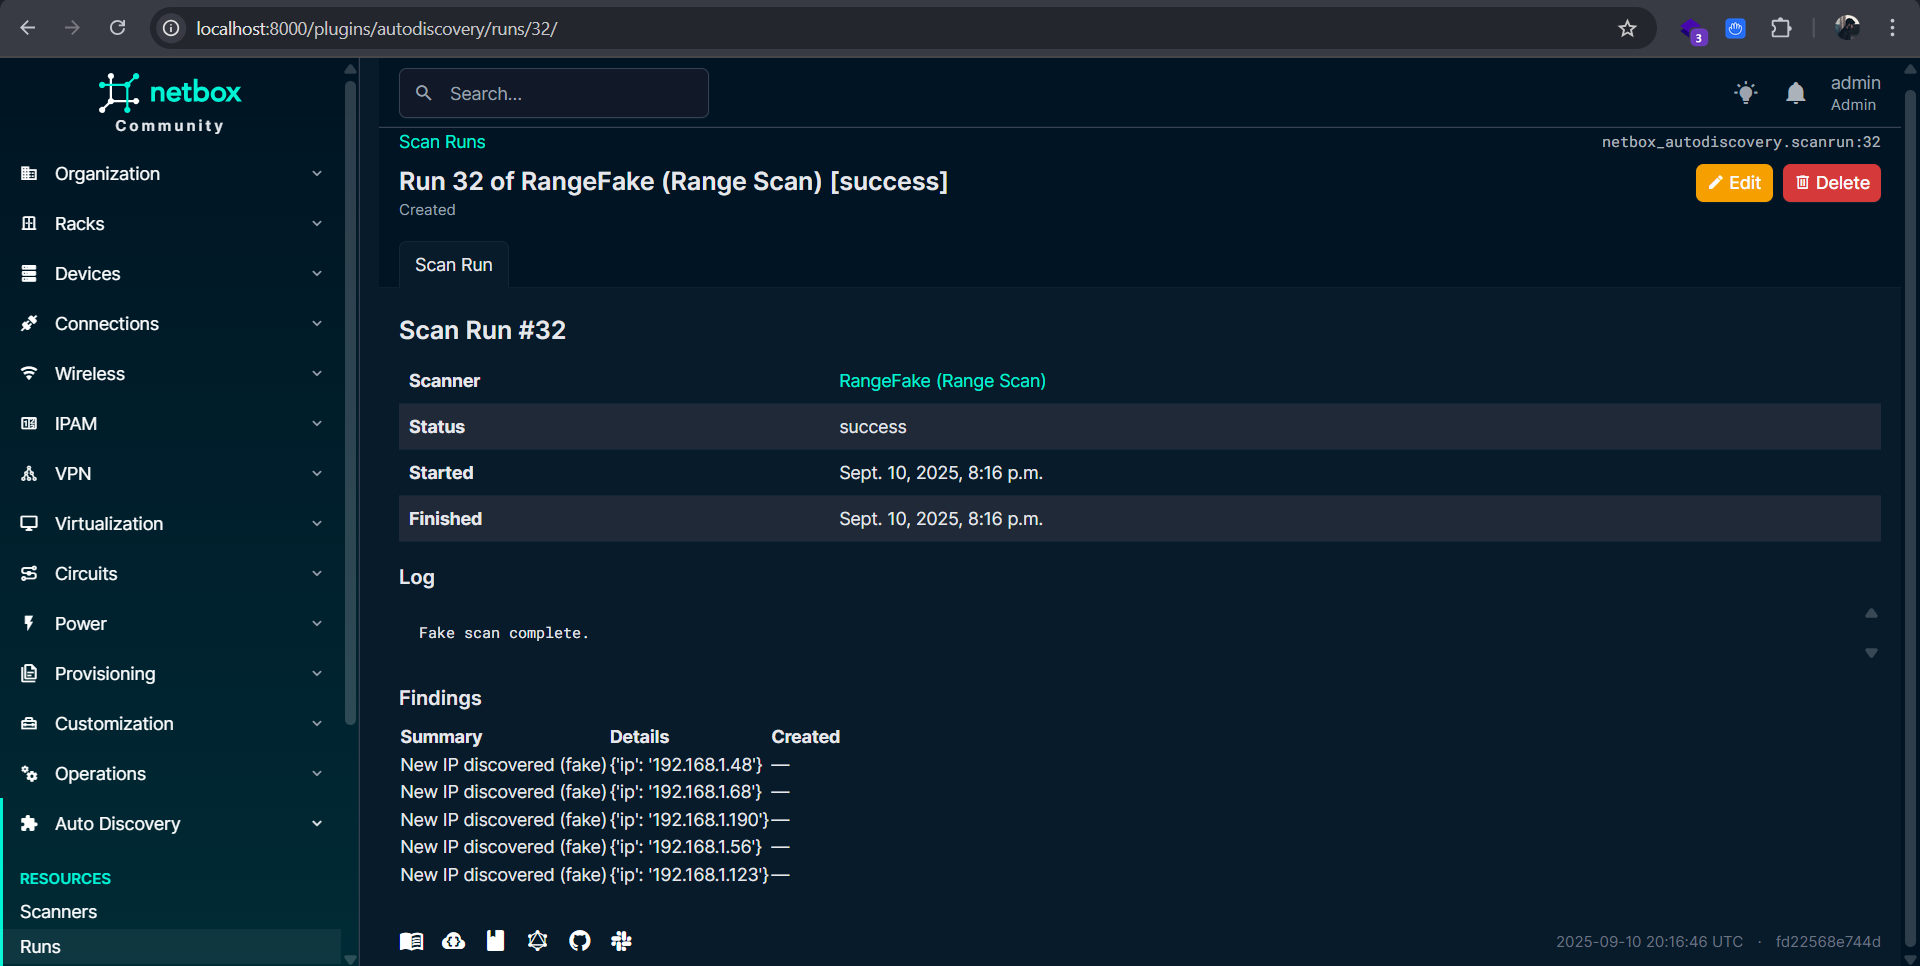 localhost:8000/plugins/autodiscovery/runs/32/
3
netbox
Community
Organization
Racks
Devices
Connections
Wireless
IPAM
VPN
Virtualization
Circuits
Power
Provisioning
Customization
Operations
Auto Discovery
RESOURCES
Scanners
Runs
Search...
admin
Admin
Scan Runs
netbox_autodiscovery.scanrun:32
Run 32 of RangeFake (Range Scan) [success]
Edit
Delete
Created
Scan Run
Scan Run #32
Scanner RangeFake (Range Scan)
Status success
Started Sept. 10, 2025, 8:16 p.m.
Finished Sept. 10, 2025, 8:16 p.m.
Log
Fake scan complete.
Findings
Summary Details Created
New IP discovered (fake) {'ip': '192.168.1.48'} —
New IP discovered (fake) {'ip': '192.168.1.68'} —
New IP discovered (fake) {'ip': '192.168.1.190'} —
New IP discovered (fake) {'ip': '192.168.1.56'} —
New IP discovered (fake) {'ip': '192.168.1.123'} —
2025-09-10 20:16:46 UTC · fd22568e744d